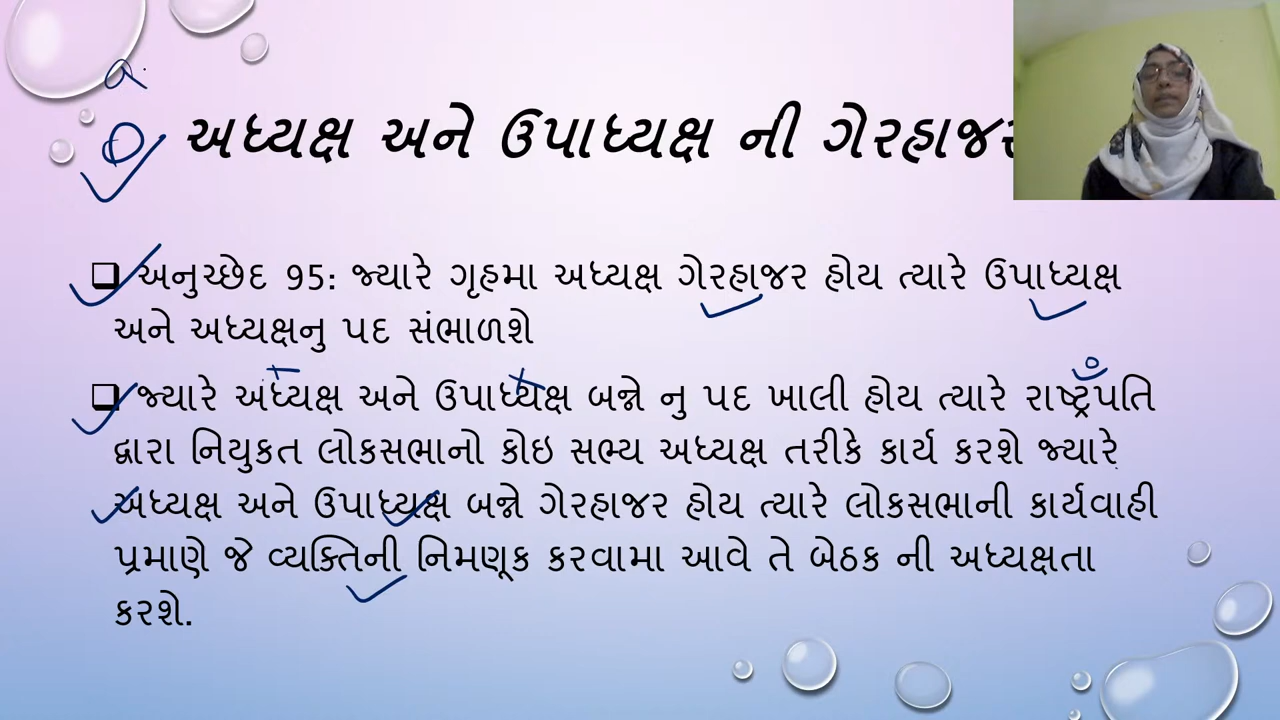 a.
અધ્યક્ષ અને ઉપાધ્યક્ષ ની
અનુચ્છેદ 95: જ્યારે ગૃહમા અધ્યક્ષ ગેરહાજર હોય ત્યારે ઉપાધ્યક્ષ
અને અધ્યક્ષનુ પદ સંભાળશે
જ્યારે અધ્યક્ષ અને ઉપાધ્યક્ષ બન્ને નુ પદ ખાલી હોય ત્યારે રાષ્ટ્રપતિ
દ્વારા નિયુકત લોકસભાનો કોઇ સભ્ય અધ્યક્ષ તરીકે કાર્ય કરશે જ્યારે
અધ્યક્ષ અને ઉપાધ્યક્ષ બન્ને ગેરહાજર હોય ત્યારે લોકસભાની કાર્યવાહી
પ્રમાણે જે વ્યક્તિની નિમણૂક કરવામા આવે તે બેઠક ની અધ્યક્ષતા
કરશે.